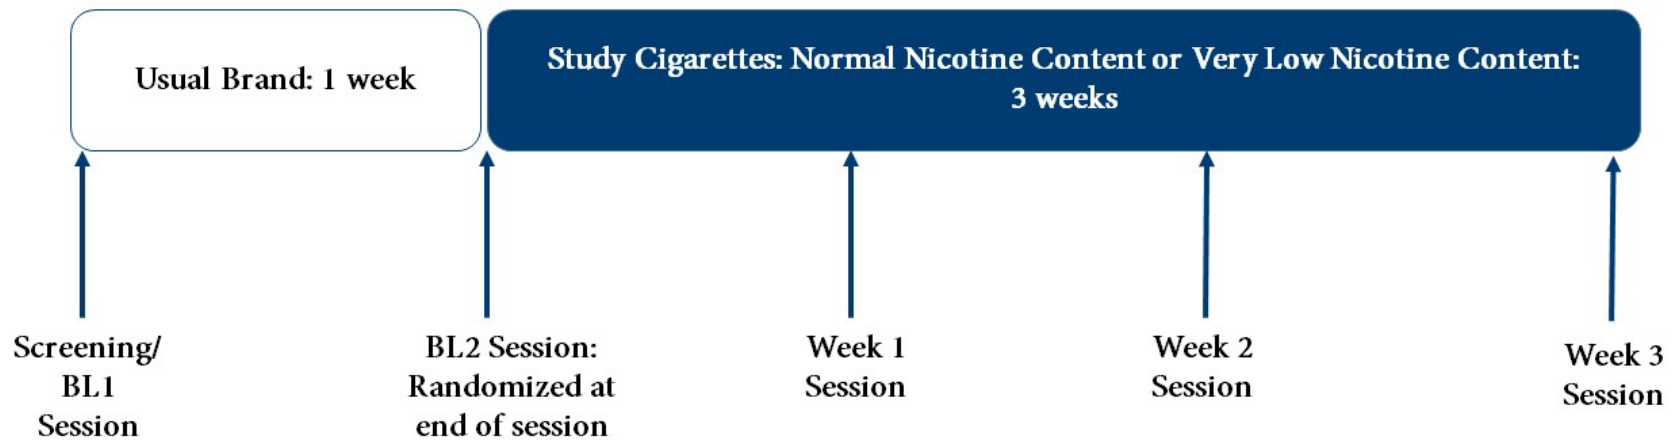 Usual Brand: 1 week
Study Cigarettes: Normal Nicotine Content or Very Low Nicotine Content:
3 weeks
Screening/
BL1
Session
BL2 Session:
Randomized at
end of session
Week 1
Session
Week 2
Session
Week 3
Session